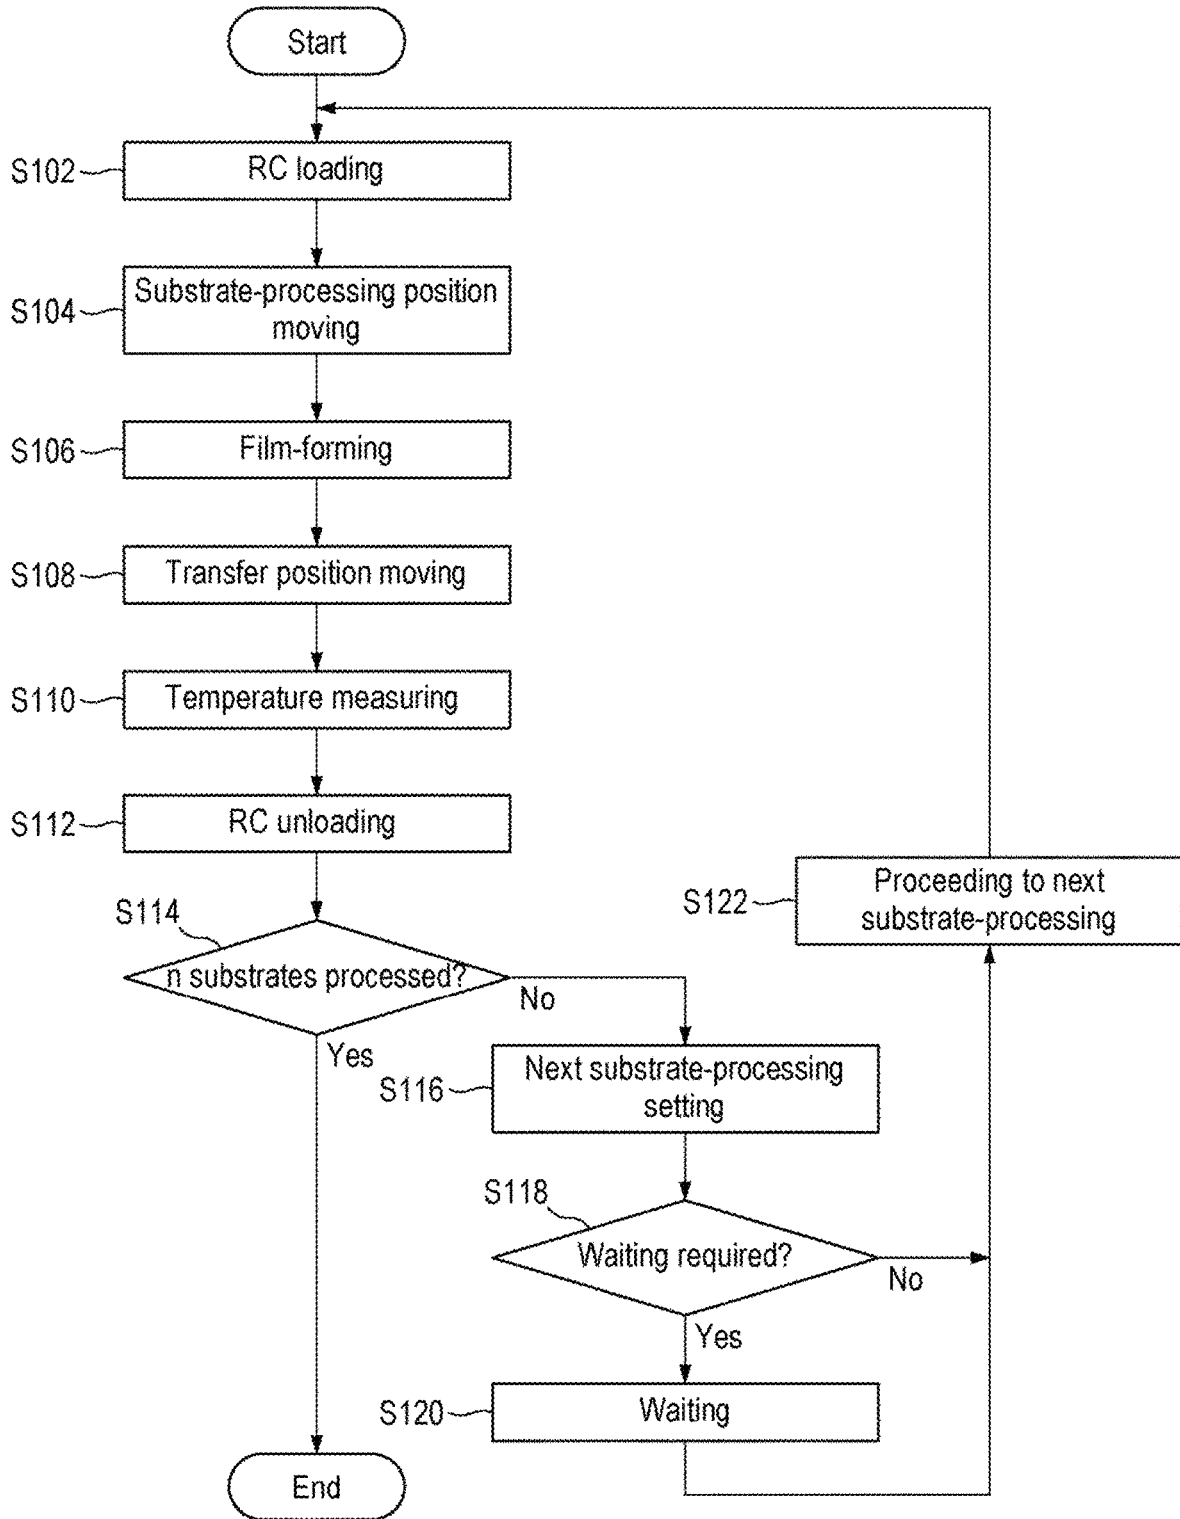 Start
S102
RC loading
S104
Substrate-processing position
moving
S106
Film-forming
S108
Transfer position moving
S110
Temperature measuring
S112
RC unloading
S122
Proceeding to next
substrate-processing
S114
n substrates processed?
No
Yes
S116
Next substrate-processing
setting
S118
Waiting required?
No
Yes
S120
Waiting
End